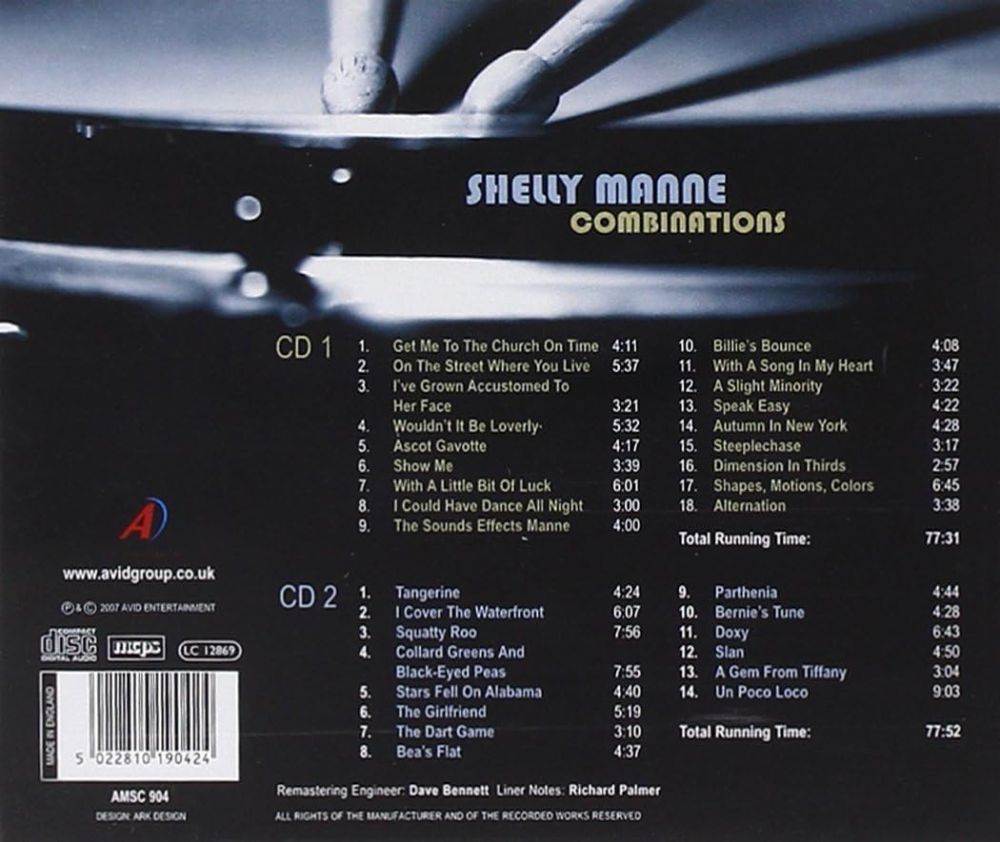 SHELLY MANNE
COMBINATIONS
CD 1
1. Get Me To The Church On Time 4:11
2. On The Street Where You Live 5:37
3. I've Grown Accustomed To
Her Face 3:21
4. Wouldn't It Be Loverly 5:32
5. Ascot Gavotte 4:17
6. Show Me 3:39
7. With A Little Bit Of Luck 6:01
8. I Could Have Dance All Night 3:00
9. The Sounds Effects Manne 4:00
10. Billie's Bounce 4:08
11. With A Song In My Heart 3:47
12. A Slight Minority 3:22
13. Speak Easy 4:22
14. Autumn In New York 4:28
15. Steeplechase 3:17
16. Dimension In Thirds 2:57
17. Shapes, Motions, Colors 6:45
18. Alternation 3:38
Total Running Time: 77:31
CD 2
1. Tangerine 4:24
2. I Cover The Waterfront 6:07
3. Squatty Roo 7:56
4. Collard Greens And
Black-Eyed Peas 7:55
5. Stars Fell On Alabama 4:40
6. The Girlfriend 5:19
7. The Dart Game 3:10
8. Bea's Flat 4:37
9. Parthenia 4:44
10. Bernie's Tune 4:28
11. Doxy 6:43
12. Slan 4:50
13. A Gem From Tiffany 3:04
14. Un Poco Loco 9:03
Total Running Time: 77:52
A
www.avidgroup.co.uk
℗ & © 2007 AVID ENTERTAINMENT
COMPACT
disc
DIGITAL AUDIO
mcps
LC 12869
MADE IN ENGLAND
5 022810 190424
AMSC 904
DESIGN: ARK DESIGN
Remastering Engineer: Dave Bennett Liner Notes: Richard Palmer
ALL RIGHTS OF THE MANUFACTURER AND OF THE RECORDED WORKS RESERVED